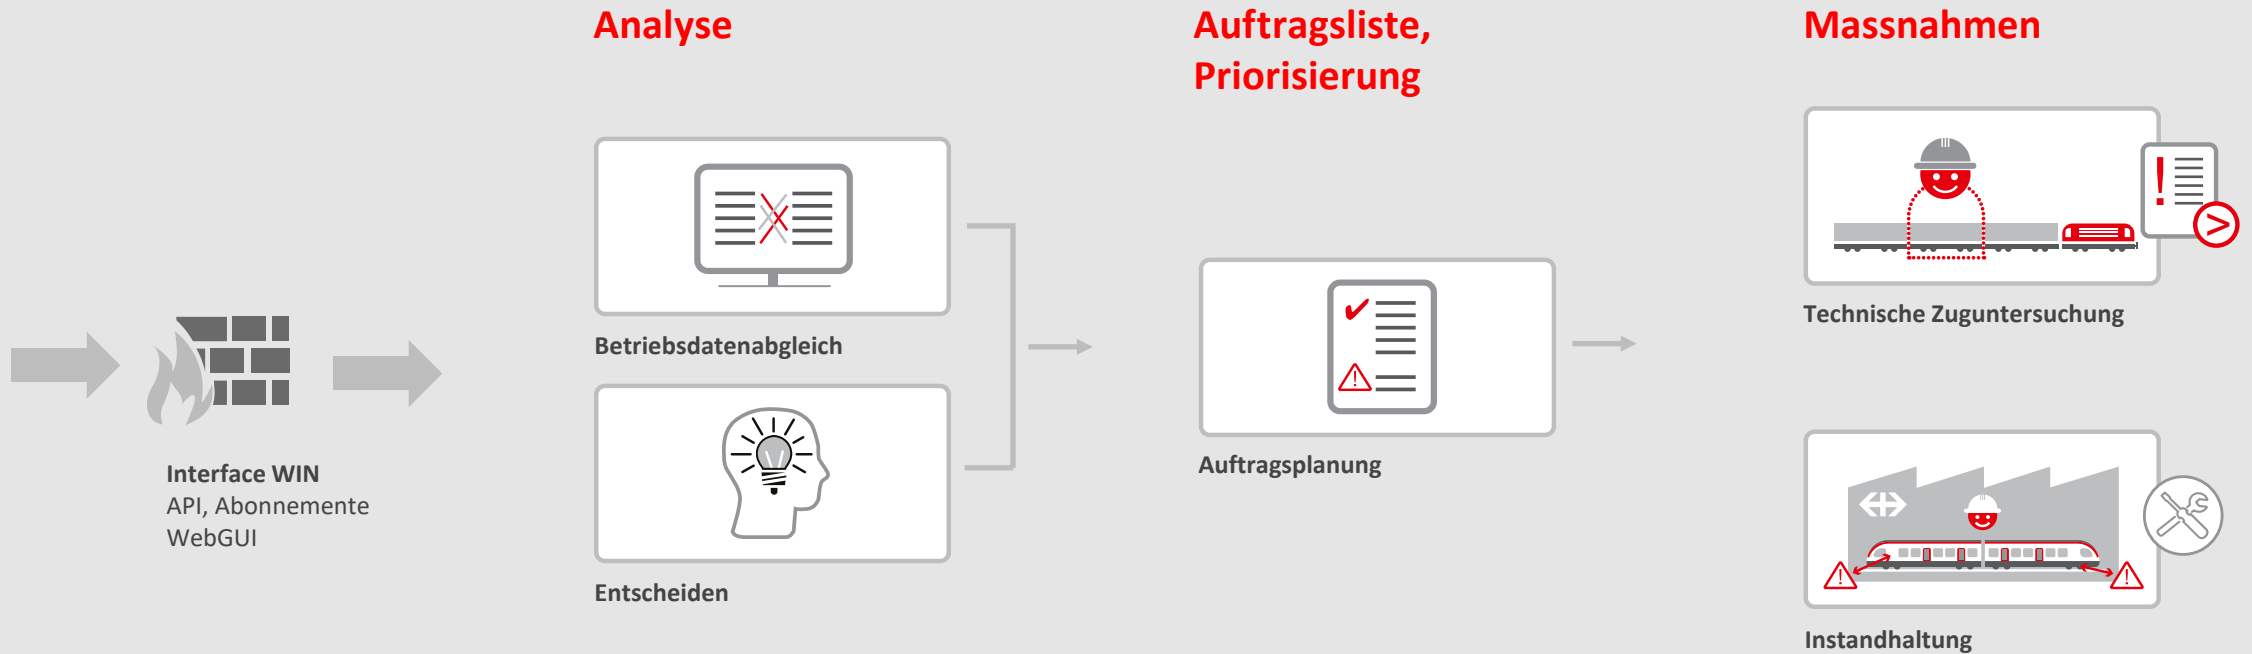 Analyse
Auftragsliste,
Priorisierung
Massnahmen
Interface WIN
API, Abonnemente
WebGUI
Betriebsdatenabgleich
Entscheiden
Auftragsplanung
Technische Zuguntersuchung
Instandhaltung